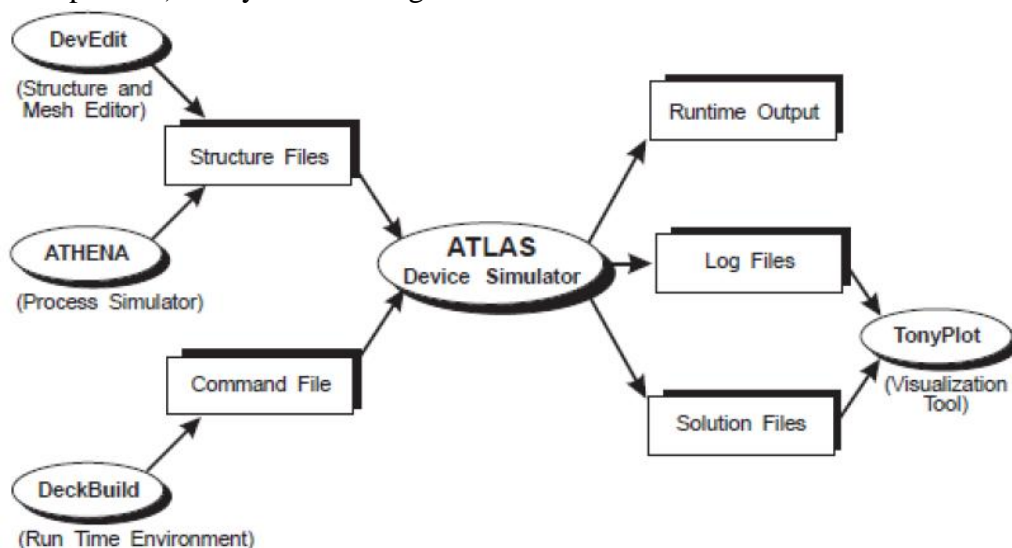 DevEdit
(Structure and
Mesh Editor)
Structure Files
ATHENA
(Process Simulator)
Command File
DeckBuild
(Run Time Environment)
ATLAS
Device Simulator
Runtime Output
Log Files
Solution Files
TonyPlot
(Visualization
Tool)